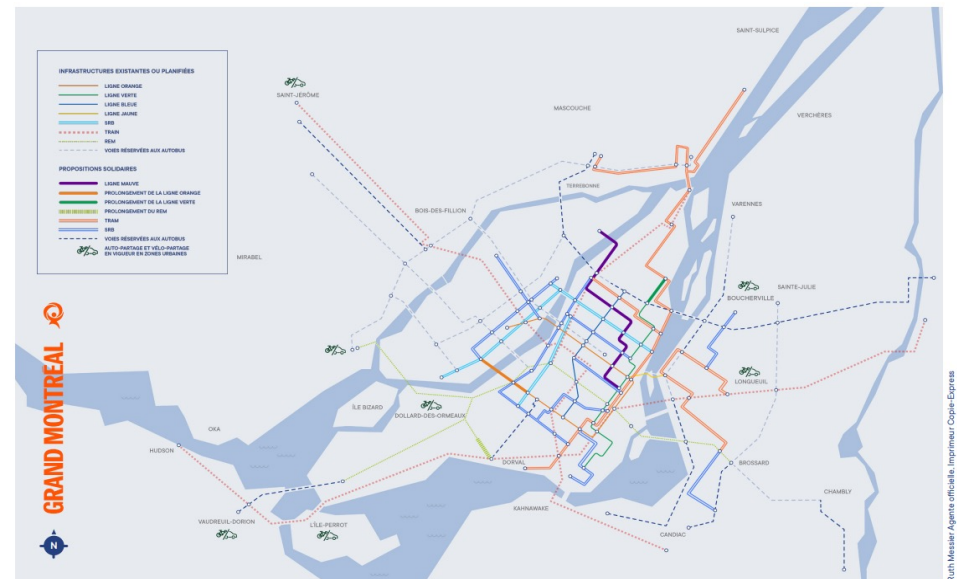 INFRASTRUCTURES EXISTANTES OU PLANIFIÉES
LIGNE ORANGE
LIGNE VERTE
LIGNE BLEUE
LIGNE JAUNE
SRB
TRAIN
REM
VOIES RÉSERVÉES AUX AUTOBUS
PROPOSITIONS SOLIDAIRES
LIGNE MAUVE
PROLONGEMENT DE LA LIGNE ORANGE
PROLONGEMENT DE LA LIGNE VERTE
PROLONGEMENT DU REM
TRAM
SRB
VOIES RÉSERVÉES AUX AUTOBUS
AUTO-PARTAGE ET VÉLO-PARTAGE
EN VIGUEUR EN ZONES URBAINES
GRAND MONTREAL
N
SAINT-SULPICE
SAINT-JÉRÔME
MASCOUCHE
VERCHÈRES
TERREBONNE
VARENNES
BOIS-DES-FILLION
MIRABEL
SAINTE-JULIE
BOUCHERVILLE
LONGUEUIL
ÎLE BIZARD
DOLLARD-DES-ORMEAUX
OKA
HUDSON
DORVAL
BROSSARD
CHAMBLY
KAHNAWAKE
VAUDREUIL-DORION
L'ÎLE-PERROT
CANDIAC
Ruth Messier Agente officielle, Imprimeur Copie-Express